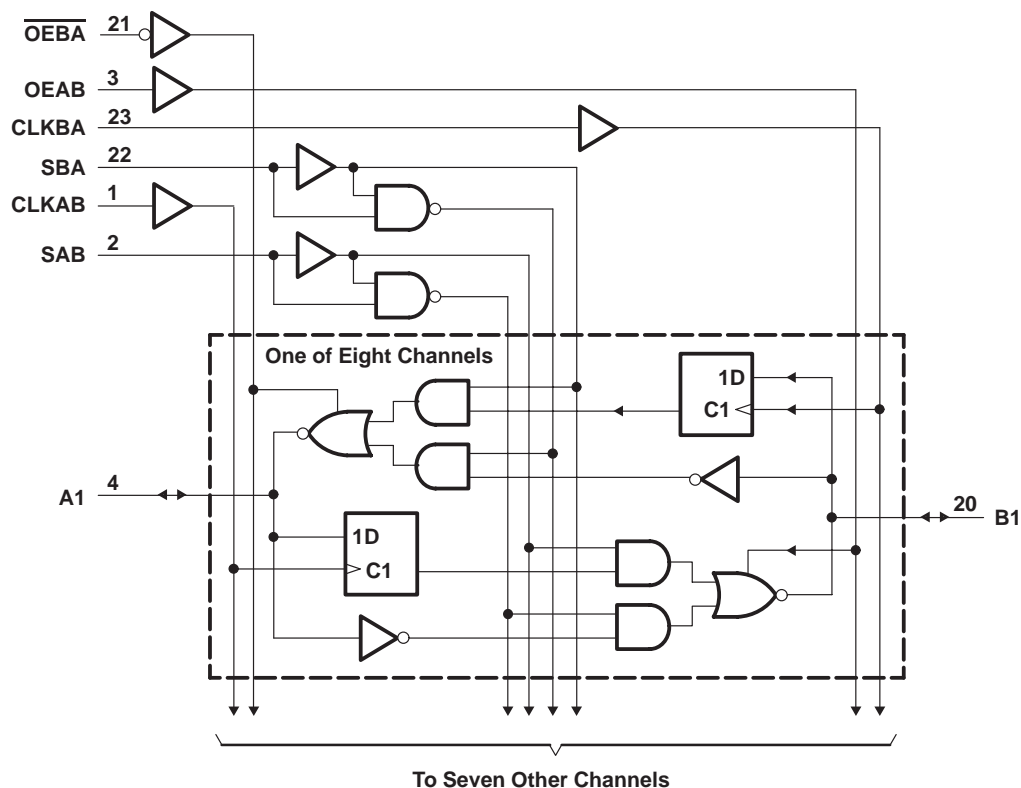 OEBA 21
OEAB 3
CLKBA 23
SBA 22
CLKAB 1
SAB 2
One of Eight Channels
1D
C1
A1 4
20 B1
1D
C1
To Seven Other Channels